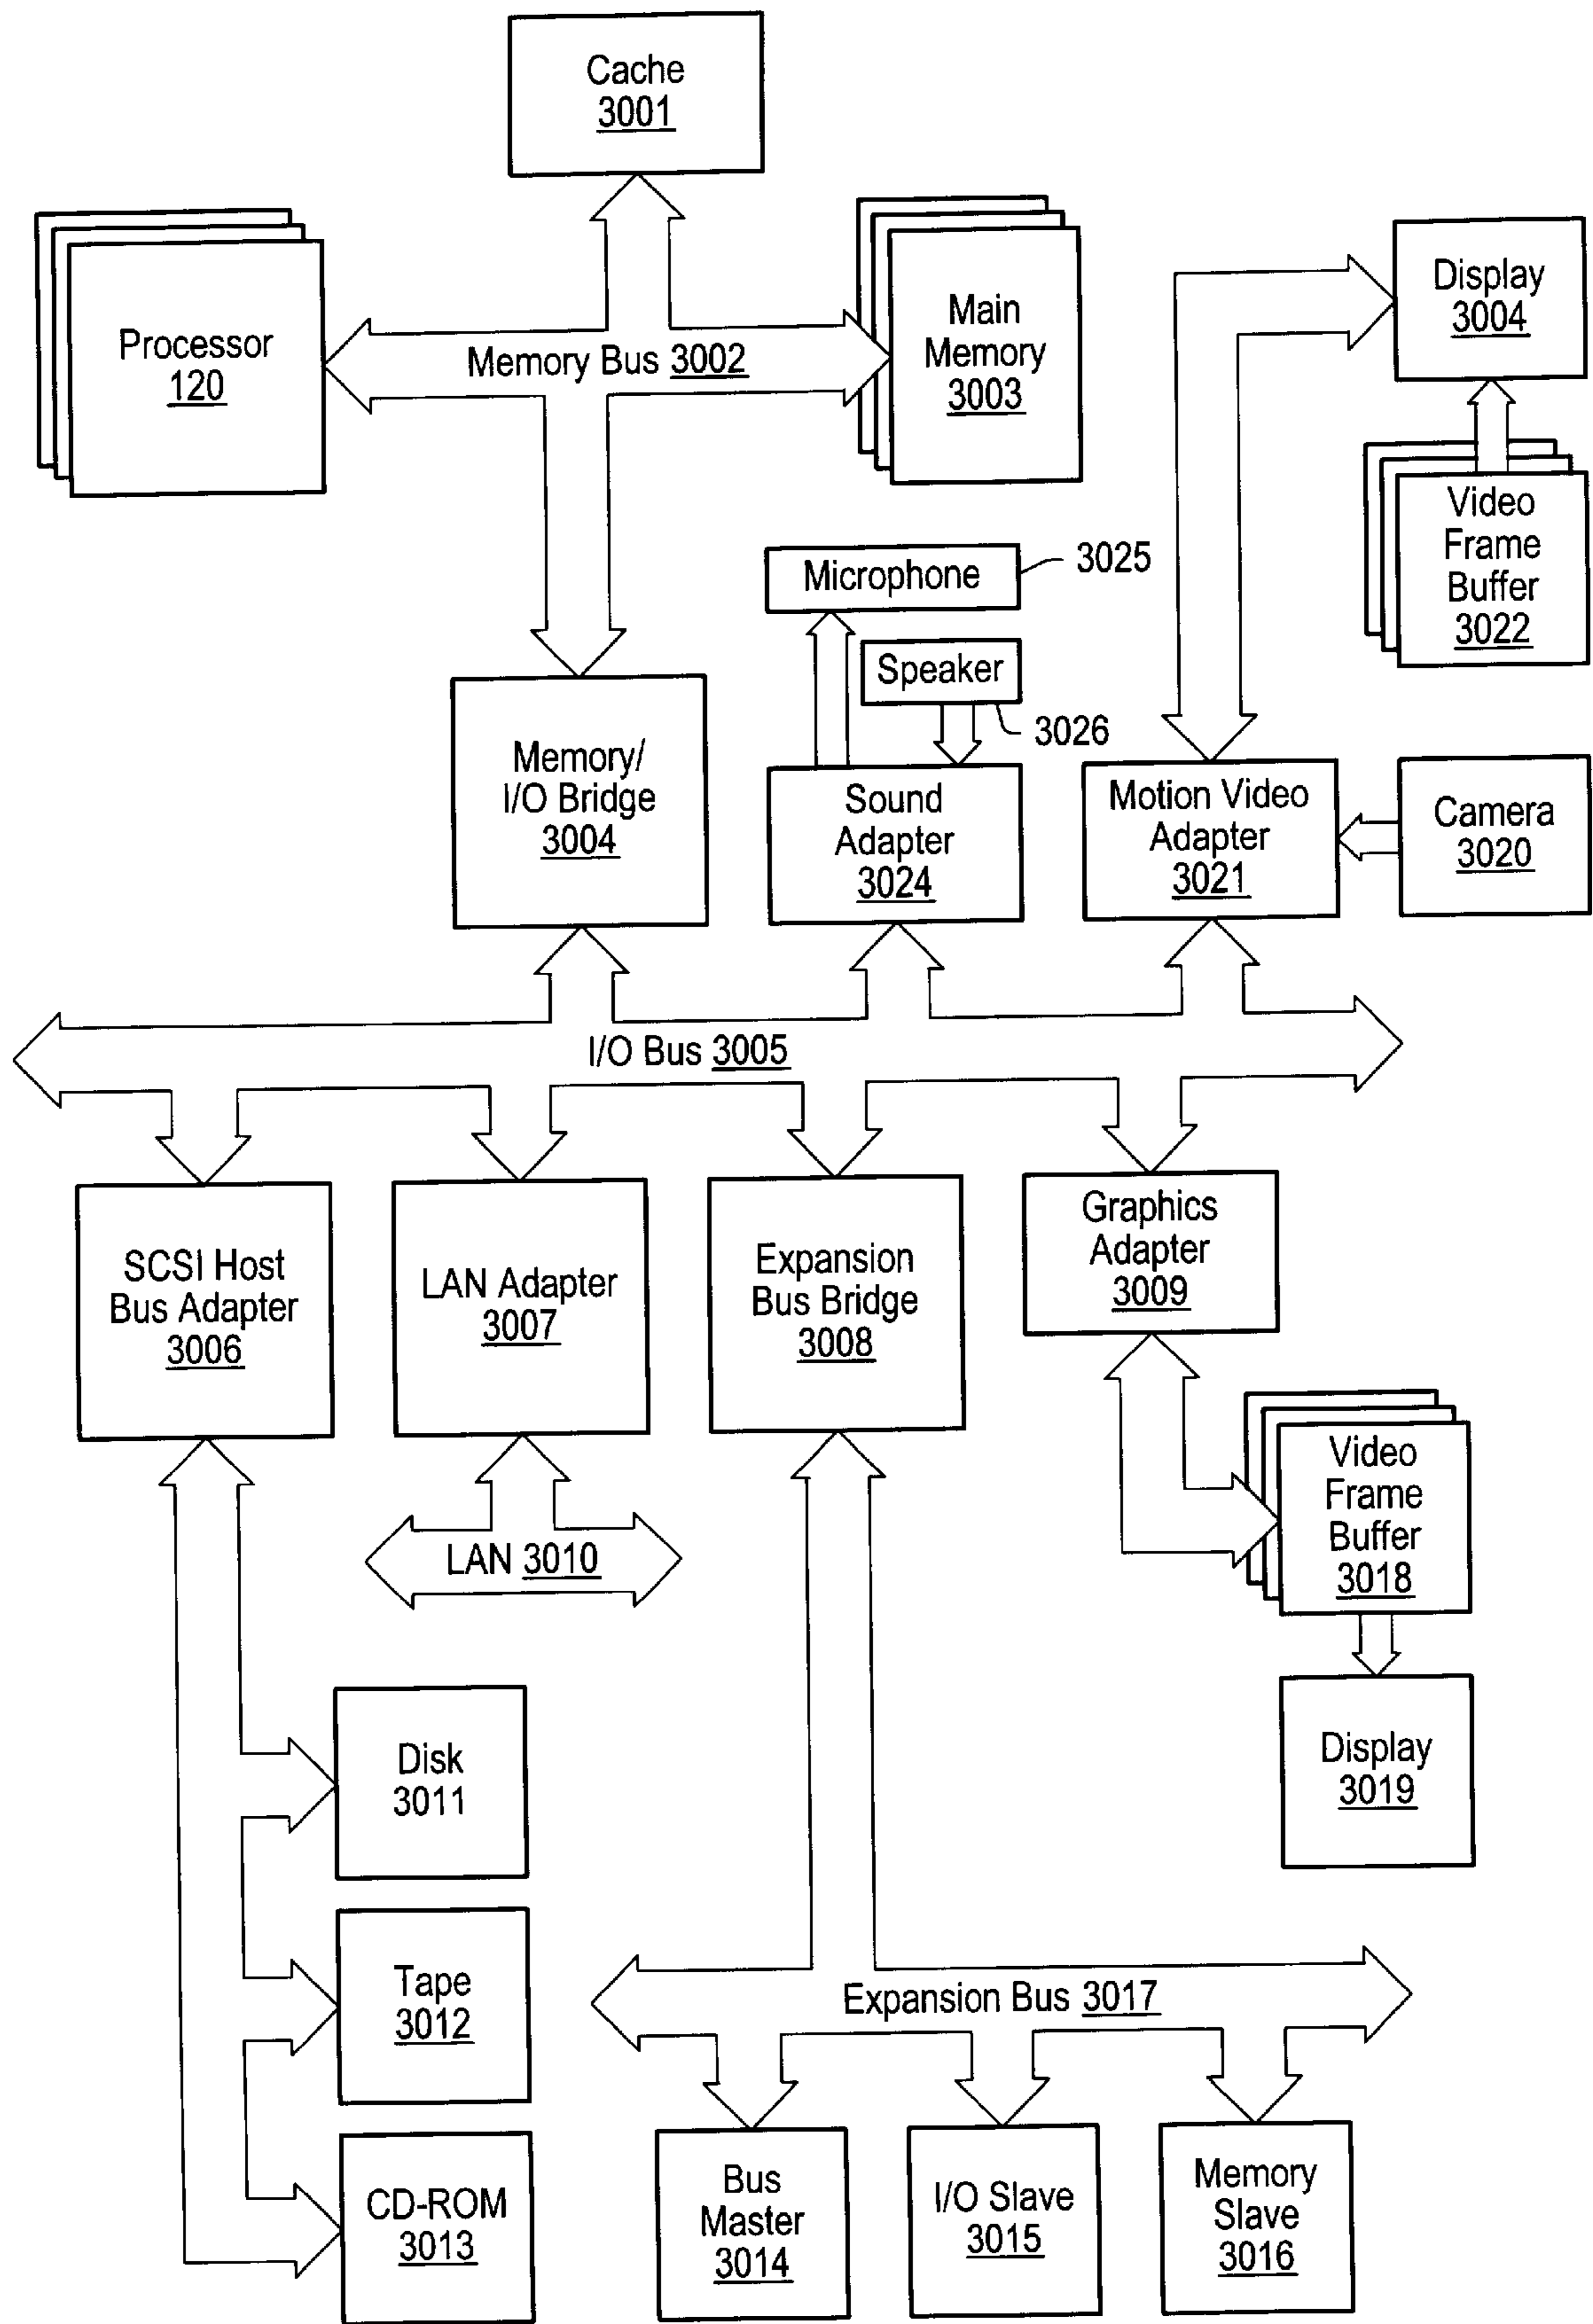 Cache
3001
Processor
120
Memory Bus 3002
Main
Memory
3003
Display
3004
Video
Frame
Buffer
3022
Microphone
3025
Speaker
3026
Memory/
I/O Bridge
3004
Sound
Adapter
3024
Motion Video
Adapter
3021
Camera
3020
I/O Bus 3005
SCSI Host
Bus Adapter
3006
LAN Adapter
3007
Expansion
Bus Bridge
3008
Graphics
Adapter
3009
LAN 3010
Video
Frame
Buffer
3018
Disk
3011
Display
3019
Tape
3012
Expansion Bus 3017
CD-ROM
3013
Bus
Master
3014
I/O Slave
3015
Memory
Slave
3016